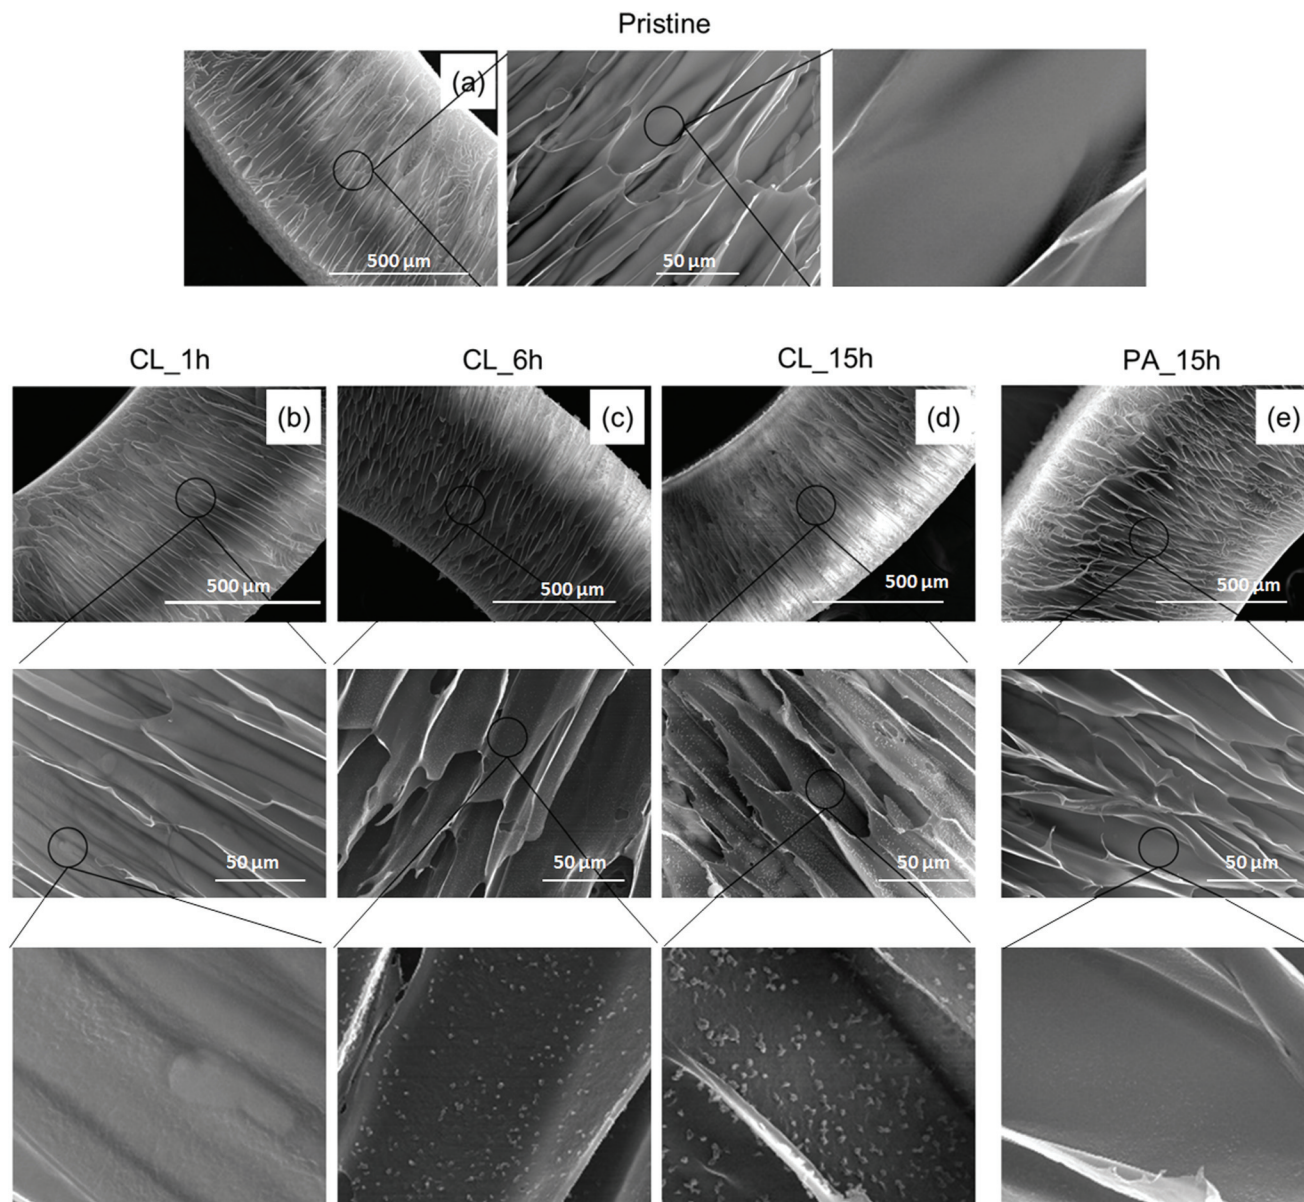 Pristine
(a)
500 µm
50 µm
CL_1h
CL_6h
CL_15h
PA_15h
(b)
(c)
(d)
(e)
500 µm
500 µm
500 µm
500 µm
50 µm
50 µm
50 µm
50 µm